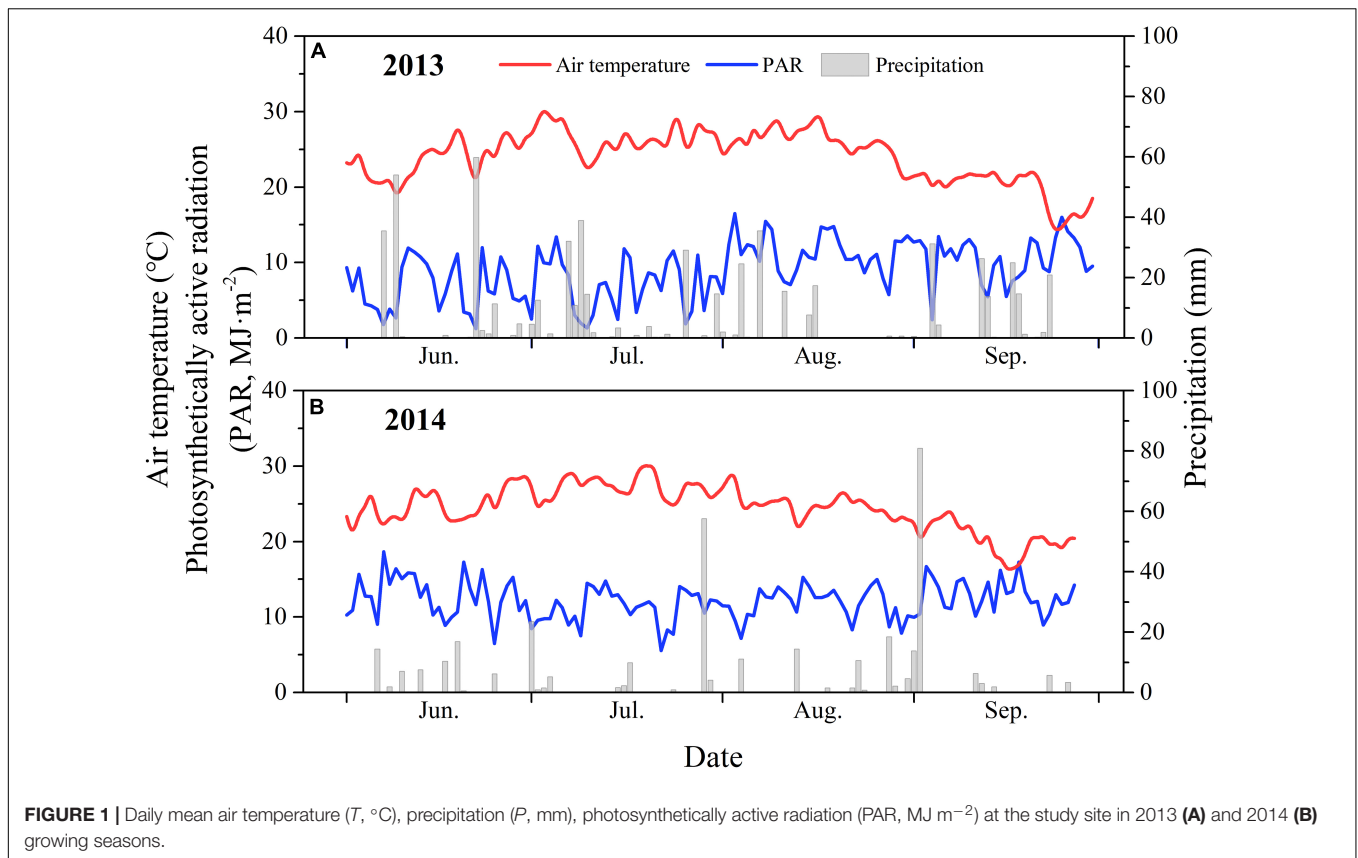 Air temperature (°C)
Photosynthetically active radiation
(PAR, MJ·m⁻²)
A
2013
Air temperature
PAR
Precipitation
40
30
20
10
0
100
80
60
40
20
0
Jun.
Jul.
Aug.
Sep.
Precipitation (mm)
B
2014
40
30
20
10
0
100
80
60
40
20
0
Jun.
Jul.
Aug.
Sep.
Date
FIGURE 1 | Daily mean air temperature (T, °C), precipitation (P, mm), photosynthetically active radiation (PAR, MJ m⁻²) at the study site in 2013 (A) and 2014 (B)
growing seasons.